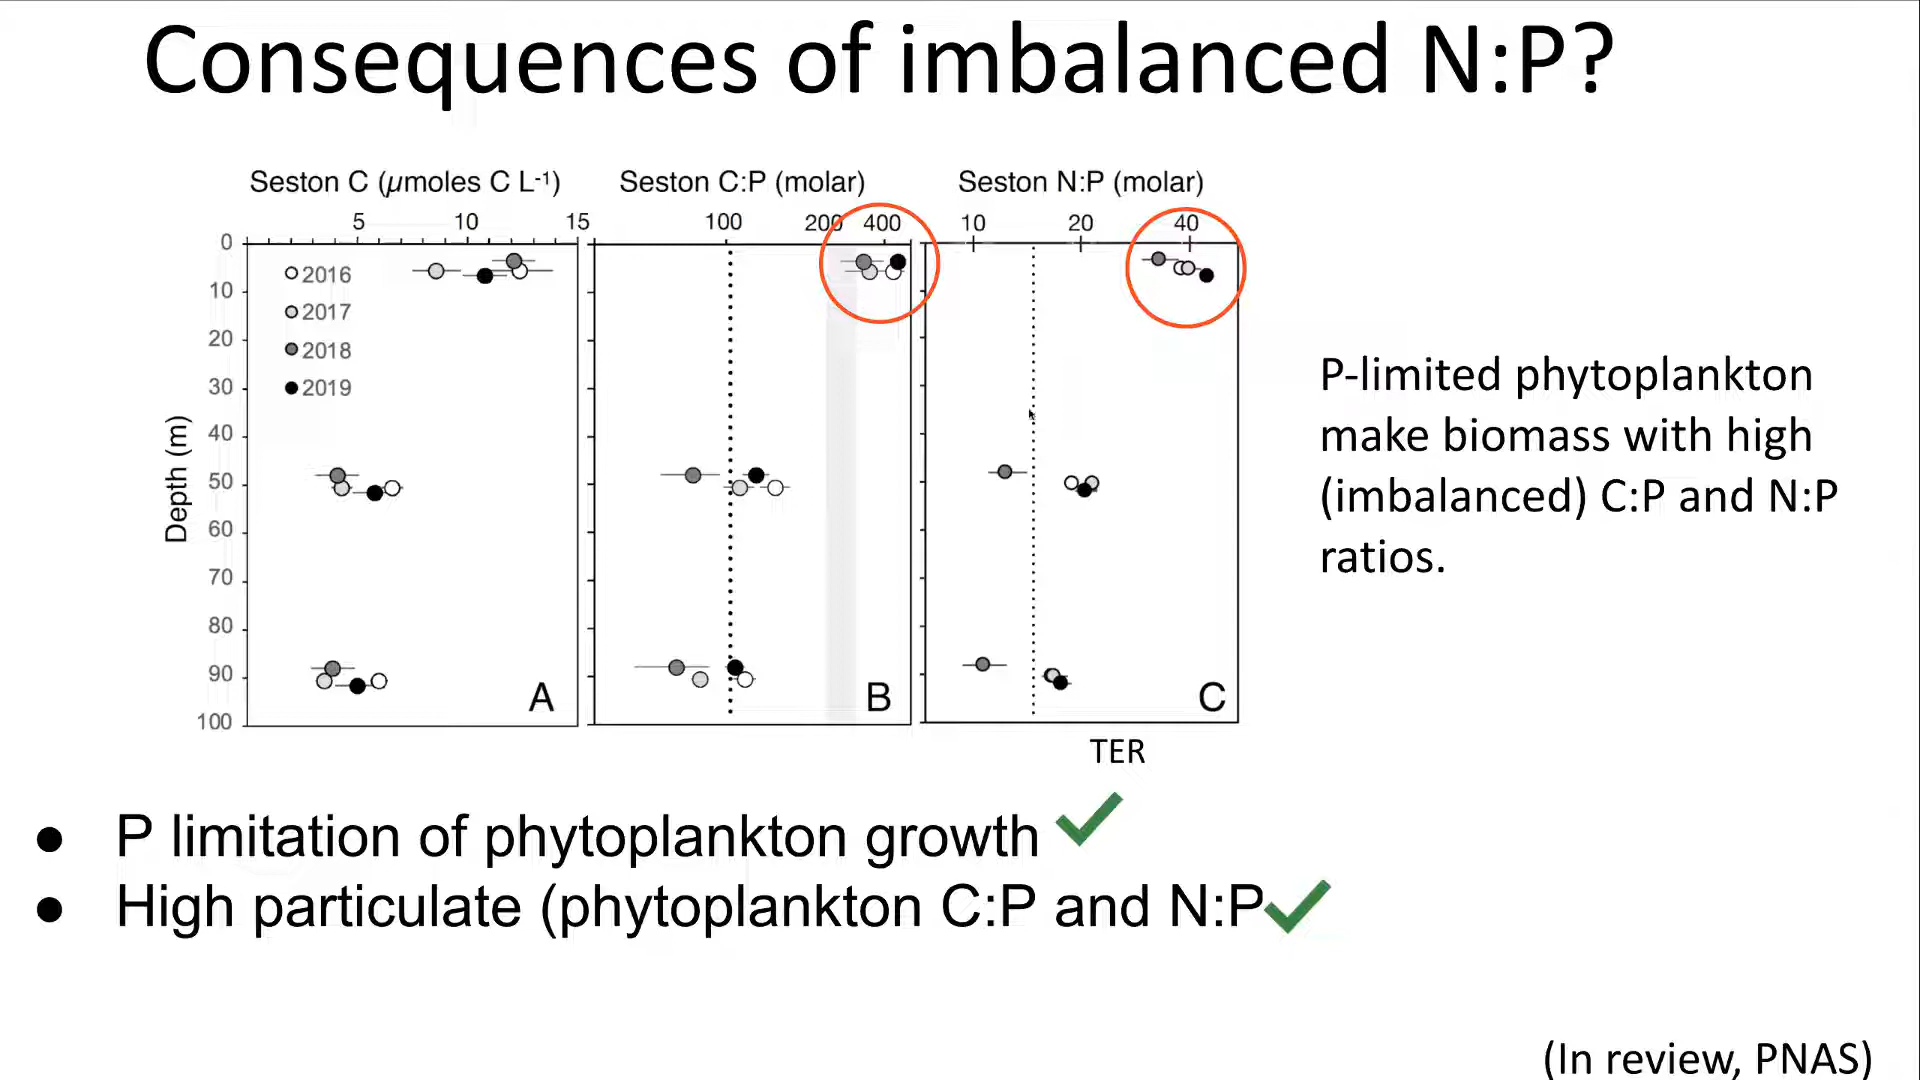 Consequences of imbalanced N:P?
Seston C (µmoles C L-1)
Seston C:P (molar)
Seston N:P (molar)
5 10 15
100 200 400
10 20 40
0
10
20
30
40
50
60
70
80
90
100
Depth (m)
2016
2017
2018
2019
A
B
C
TER
P-limited phytoplankton
make biomass with high
(imbalanced) C:P and N:P
ratios.
● P limitation of phytoplankton growth
● High particulate (phytoplankton C:P and N:P
(In review, PNAS)